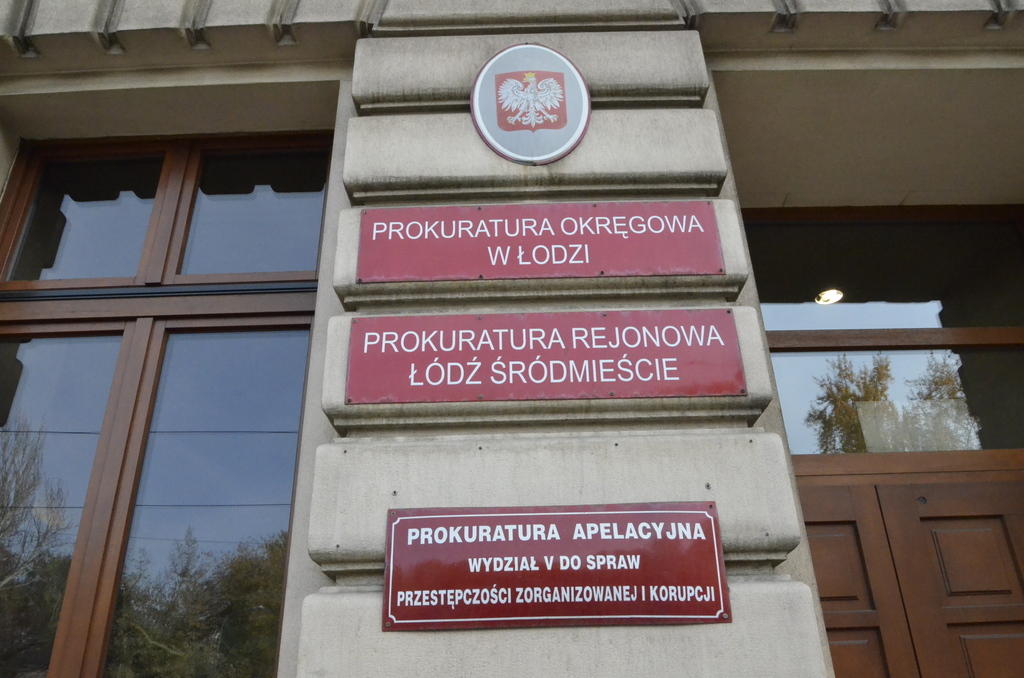 PROKURATURA OKRĘGOWA
W ŁODZI
PROKURATURA REJONOWA
ŁÓDŹ ŚRÓDMIEŚCIE
PROKURATURA APELACYJNA
WYDZIAŁ V DO SPRAW
PRZESTĘPCZOŚCI ZORGANIZOWANEJ I KORUPCJI